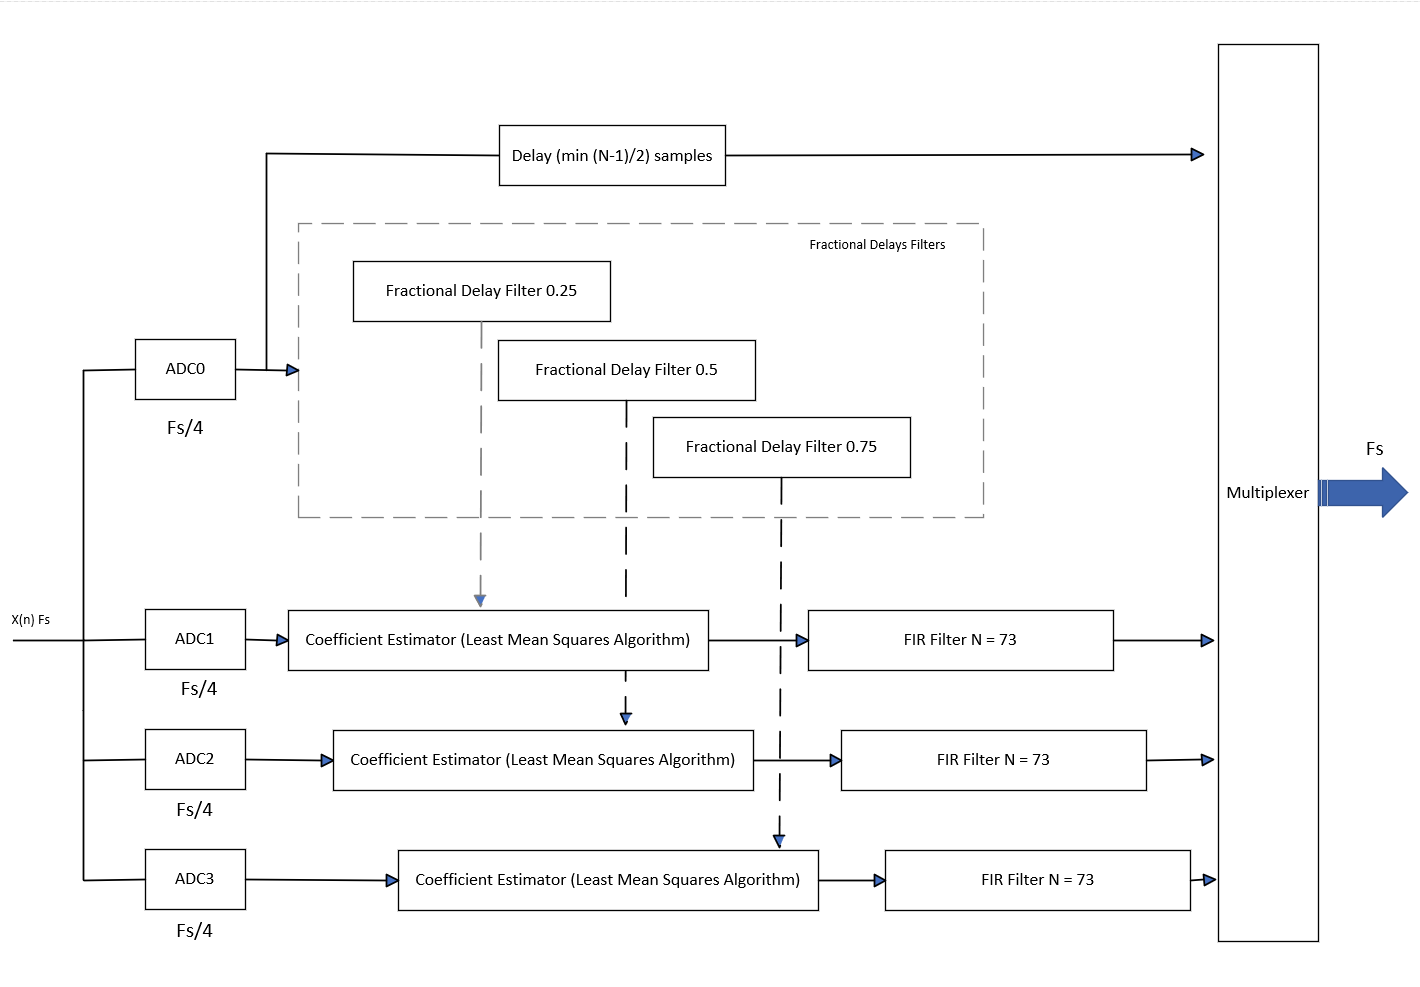 Delay (min (N-1)/2) samples
Fractional Delays Filters
Fractional Delay Filter 0.25
ADC0
Fractional Delay Filter 0.5
Fs/4
Fractional Delay Filter 0.75
Fs
Multiplexer
X(n) Fs
ADC1
Coefficient Estimator (Least Mean Squares Algorithm)
FIR Filter N = 73
Fs/4
ADC2
Coefficient Estimator (Least Mean Squares Algorithm)
FIR Filter N = 73
Fs/4
ADC3
Coefficient Estimator (Least Mean Squares Algorithm)
FIR Filter N = 73
Fs/4